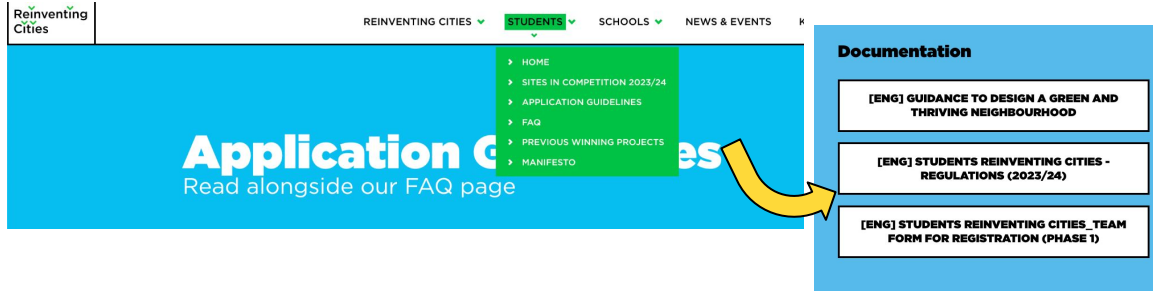 Reinventing
Cities
REINVENTING CITIES
STUDENTS
SCHOOLS
NEWS & EVENTS
K
HOME
SITES IN COMPETITION 2023/24
APPLICATION GUIDELINES
FAQ
PREVIOUS WINNING PROJECTS
MANIFESTO
Application G es
Read alongside our FAQ page
Documentation
[ENG] GUIDANCE TO DESIGN A GREEN AND
THRIVING NEIGHBOURHOOD
[ENG] STUDENTS REINVENTING CITIES -
REGULATIONS (2023/24)
[ENG] STUDENTS REINVENTING CITIES_TEAM
FORM FOR REGISTRATION (PHASE 1)